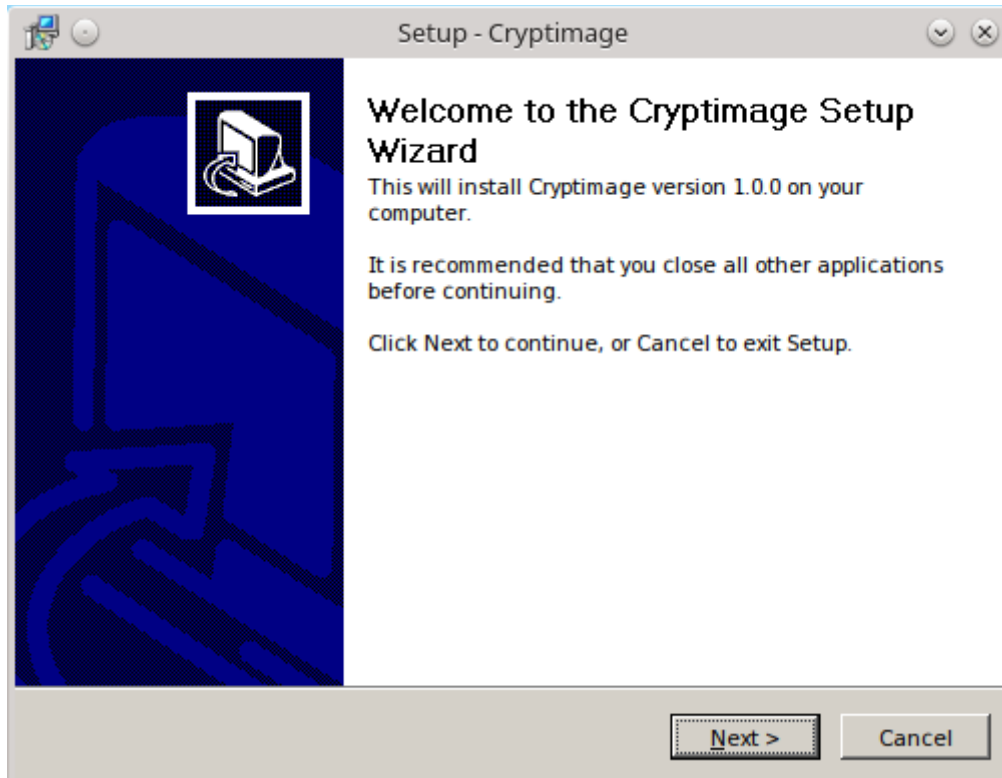 Setup - Cryptimage
Welcome to the Cryptimage Setup
Wizard
This will install Cryptimage version 1.0.0 on your
computer.
It is recommended that you close all other applications
before continuing.
Click Next to continue, or Cancel to exit Setup.
Next >
Cancel